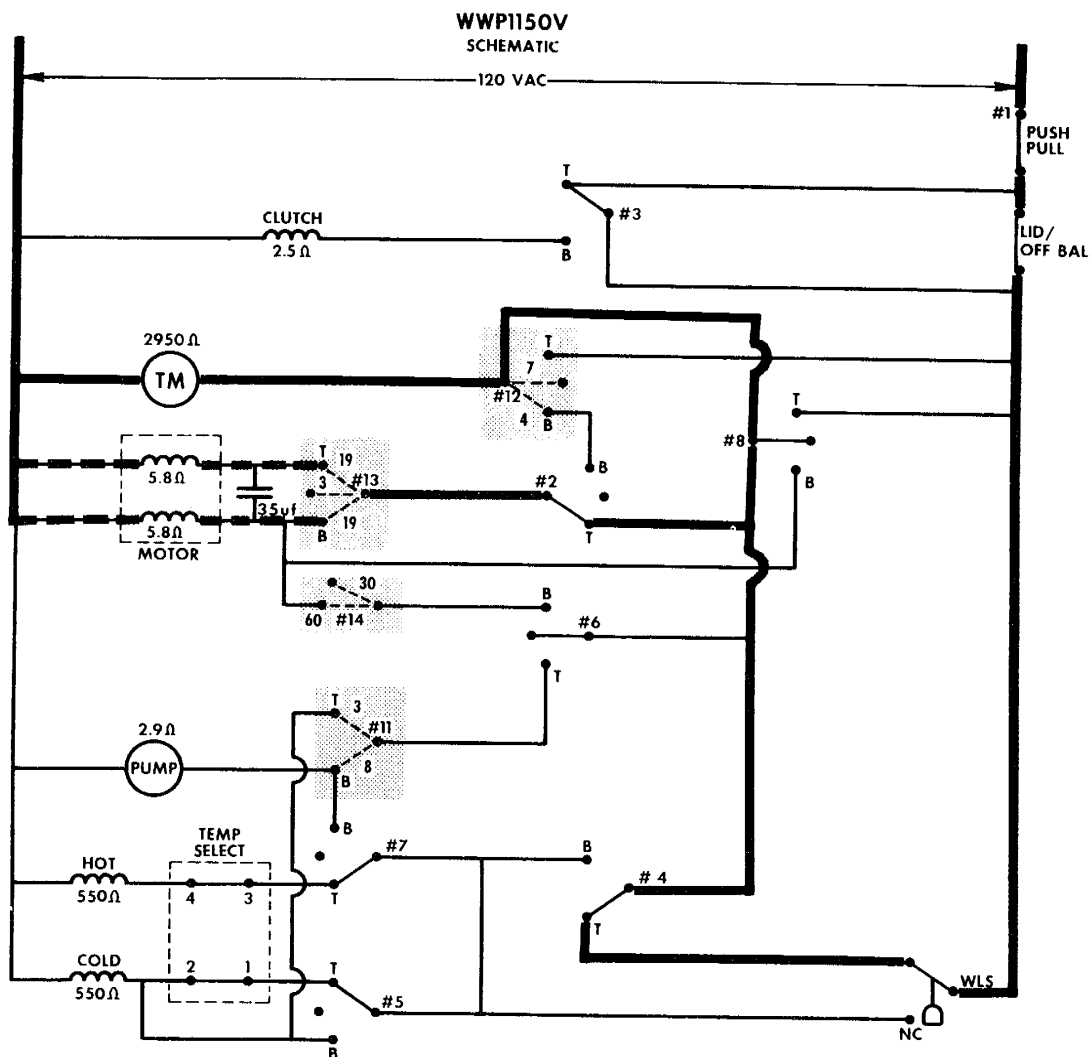 WWP1150V
SCHEMATIC
120 VAC
#1
PUSH
PULL
T
#3
CLUTCH
2.5 Ω
B
LID/
OFF BAL
2950 Ω
TM
T
7
#12
4
B
T
#8
B
B
T
19
5.8Ω
3
#13
#2
35μf
19
B
T
5.8Ω
MOTOR
30
60
#14
B
#6
T
T
3
#11
2.9Ω
PUMP
8
B
B
TEMP
SELECT
#7
B
HOT
550Ω
4
3
T
# 4
T
COLD
550Ω
2
1
T
#5
WLS
NC
B